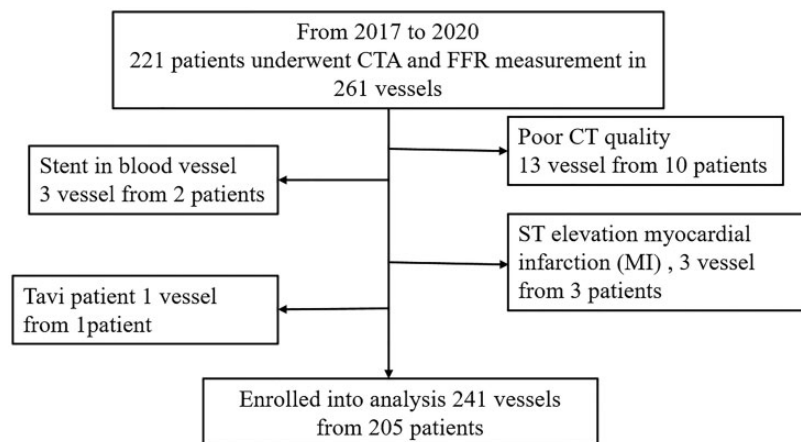 From 2017 to 2020
221 patients underwent CTA and FFR measurement in
261 vessels
Poor CT quality
13 vessel from 10 patients
Stent in blood vessel
3 vessel from 2 patients
ST elevation myocardial
infarction (MI) , 3 vessel
from 3 patients
Tavi patient 1 vessel
from 1patient
Enrolled into analysis 241 vessels
from 205 patients